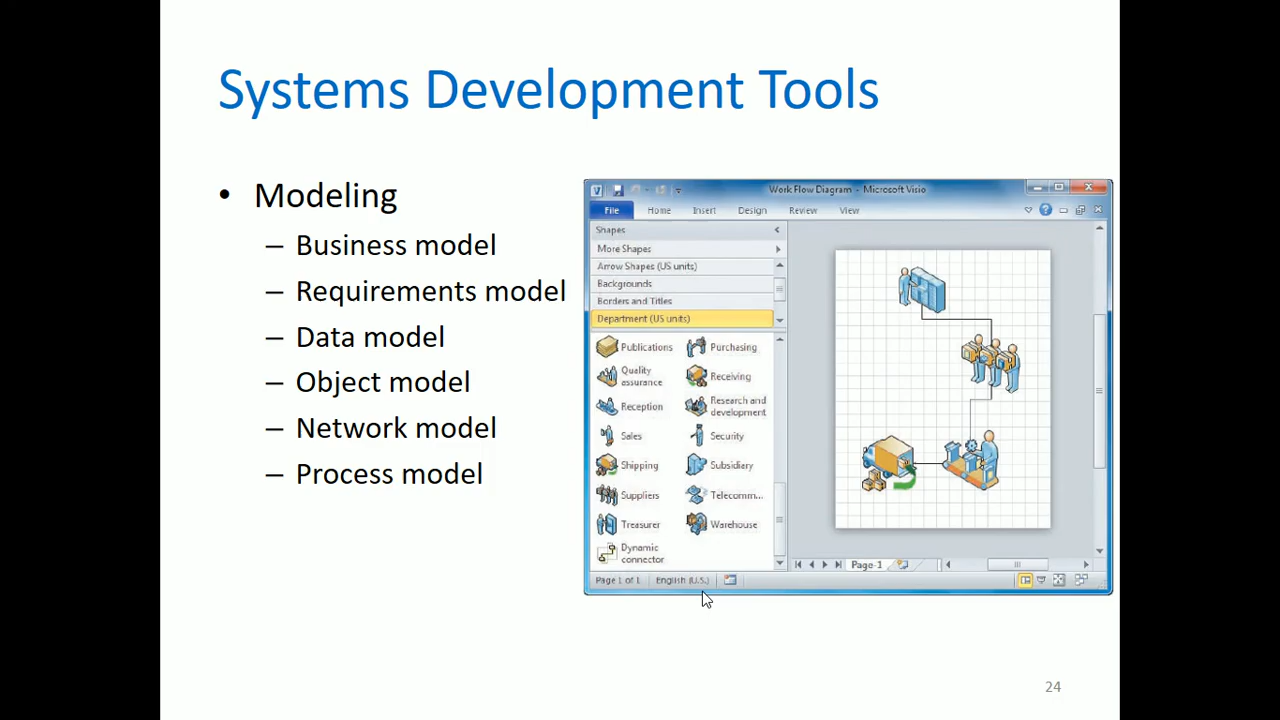 Systems Development Tools
• Modeling
– Business model
– Requirements model
– Data model
– Object model
– Network model
– Process model
Work Flow Diagram - Microsoft Visio
File Home Insert Design Review View
Shapes
More Shapes
Arrow Shapes (US units)
Backgrounds
Borders and Titles
Department (US units)
Publications Purchasing
Quality assurance Receiving
Reception Research and development
Sales Security
Shipping Subsidiary
Suppliers Telecomm...
Treasurer Warehouse
Dynamic connector
Page-1
Page 1 of 1 English (U.S.)
24